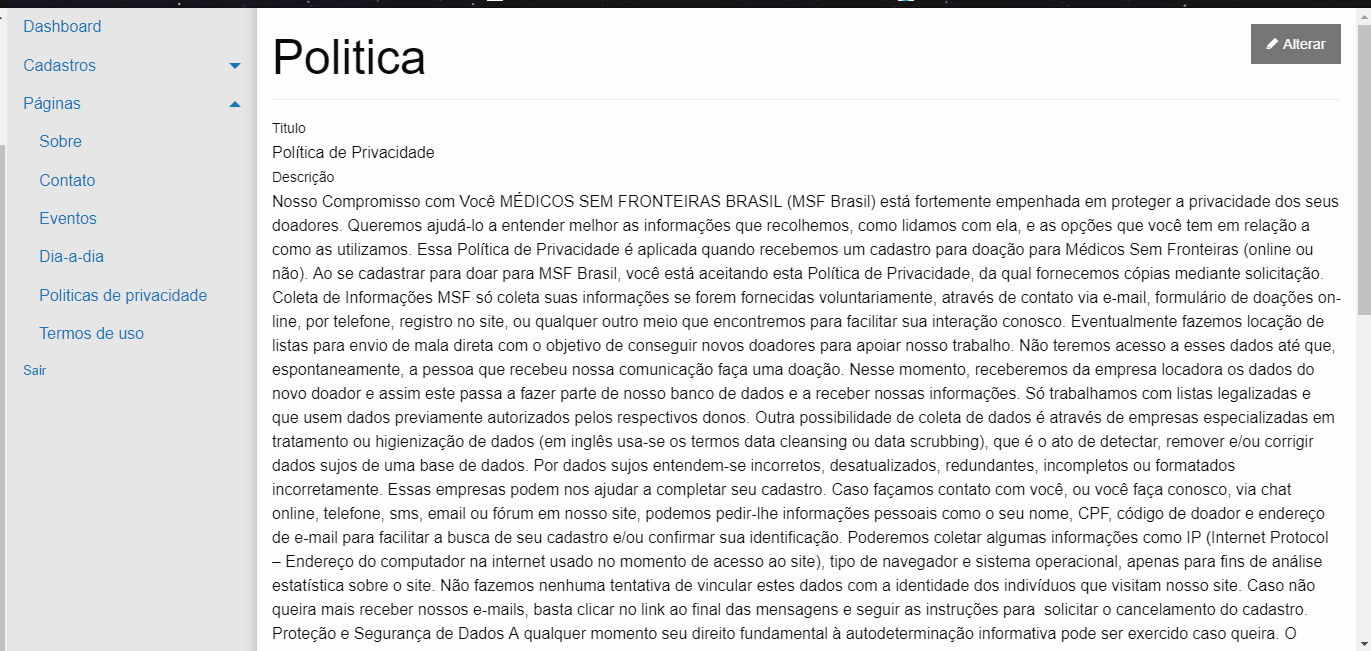 Dashboard
Cadastros
Páginas
Sobre
Contato
Eventos
Dia-a-dia
Politicas de privacidade
Termos de uso
Sair
Politica
Alterar
Titulo
Política de Privacidade
Descrição
Nosso Compromisso com Você MÉDICOS SEM FRONTEIRAS BRASIL (MSF Brasil) está fortemente empenhada em proteger a privacidade dos seus
doadores. Queremos ajudá-lo a entender melhor as informações que recolhemos, como lidamos com ela, e as opções que você tem em relação a
como as utilizamos. Essa Política de Privacidade é aplicada quando recebemos um cadastro para doação para Médicos Sem Fronteiras (online ou
não). Ao se cadastrar para doar para MSF Brasil, você está aceitando esta Política de Privacidade, da qual fornecemos cópias mediante solicitação.
Coleta de Informações MSF só coleta suas informações se forem fornecidas voluntariamente, através de contato via e-mail, formulário de doações on-
line, por telefone, registro no site, ou qualquer outro meio que encontremos para facilitar sua interação conosco. Eventualmente fazemos locação de
listas para envio de mala direta com o objetivo de conseguir novos doadores para apoiar nosso trabalho. Não teremos acesso a esses dados até que,
espontaneamente, a pessoa que recebeu nossa comunicação faça uma doação. Nesse momento, receberemos da empresa locadora os dados do
novo doador e assim este passa a fazer parte de nosso banco de dados e a receber nossas informações. Só trabalhamos com listas legalizadas e
que usem dados previamente autorizados pelos respectivos donos. Outra possibilidade de coleta de dados é através de empresas especializadas em
tratamento ou higienização de dados (em inglês usa-se os termos data cleansing ou data scrubbing), que é o ato de detectar, remover e/ou corrigir
dados sujos de uma base de dados. Por dados sujos entendem-se incorretos, desatualizados, redundantes, incompletos ou formatados
incorretamente. Essas empresas podem nos ajudar a completar seu cadastro. Caso façamos contato com você, ou você faça conosco, via chat
online, telefone, sms, email ou fórum em nosso site, podemos pedir-lhe informações pessoais como o seu nome, CPF, código de doador e endereço
de e-mail para facilitar a busca de seu cadastro e/ou confirmar sua identificação. Poderemos coletar algumas informações como IP (Internet Protocol
– Endereço do computador na internet usado no momento de acesso ao site), tipo de navegador e sistema operacional, apenas para fins de análise
estatística sobre o site. Não fazemos nenhuma tentativa de vincular estes dados com a identidade dos indivíduos que visitam nosso site. Caso não
queira mais receber nossos e-mails, basta clicar no link ao final das mensagens e seguir as instruções para  solicitar o cancelamento do cadastro.
Proteção e Segurança de Dados A qualquer momento seu direito fundamental à autodeterminação informativa pode ser exercido caso queira. O